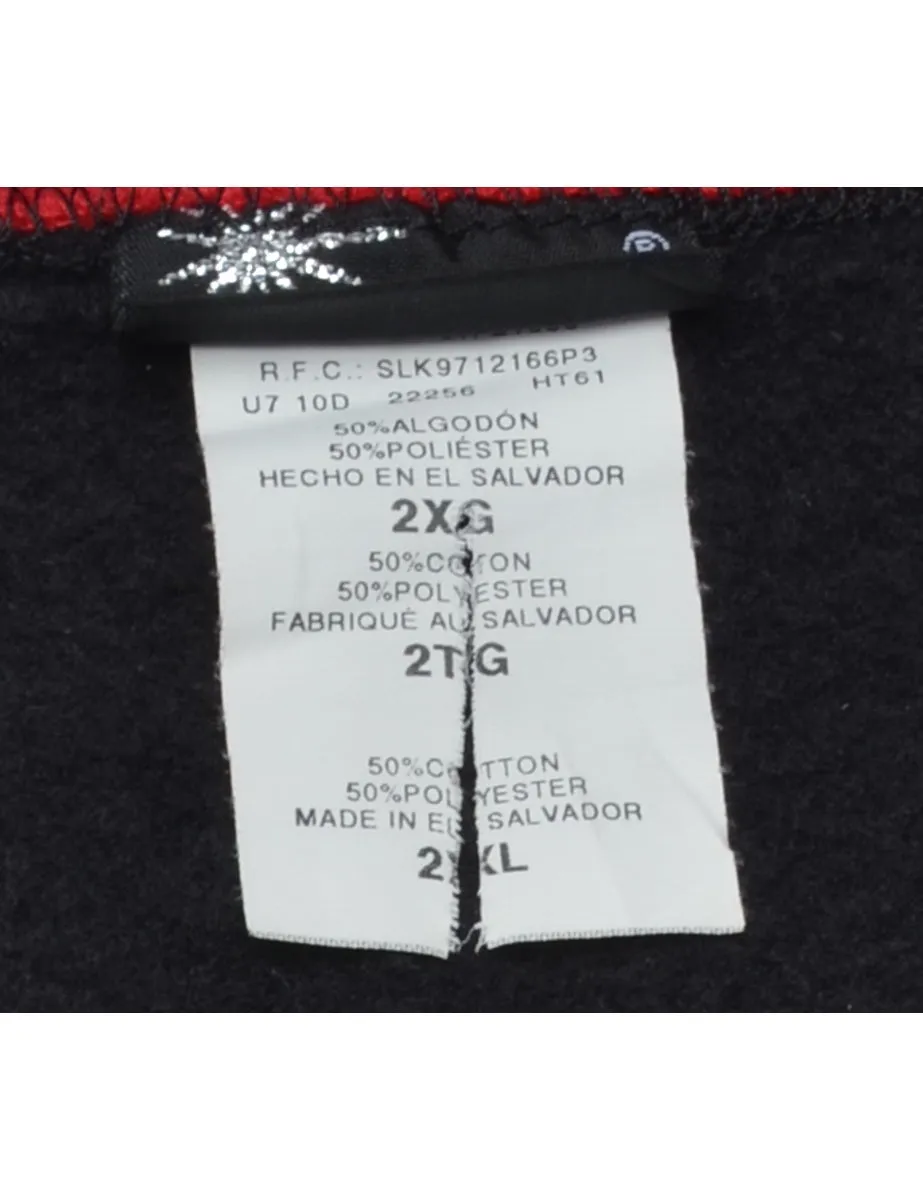 ®
R.F.C.: SLK9712166P3
U7 10D 22256 HT61
50%ALGODÓN
50%POLIÉSTER
HECHO EN EL SALVADOR
2XG
50%COTON
50%POLYESTER
FABRIQUÉ AU SALVADOR
2TG
50%COTTON
50%POLYESTER
MADE IN EL SALVADOR
2XL